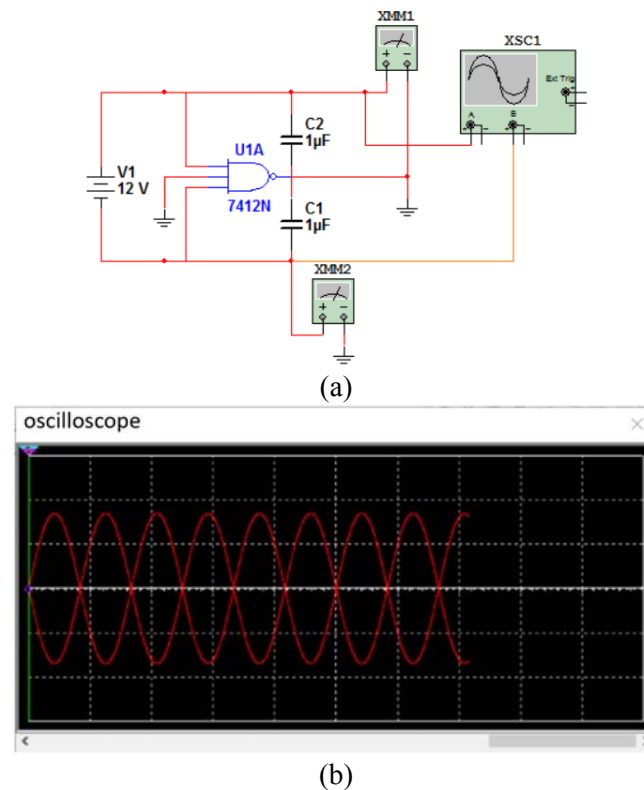 XMM1
XSC1
Ext Trig
A
B
C2
1µF
U1A
V1
12 V
C1
1µF
7412N
XMM2
(a)
oscilloscope
(b)